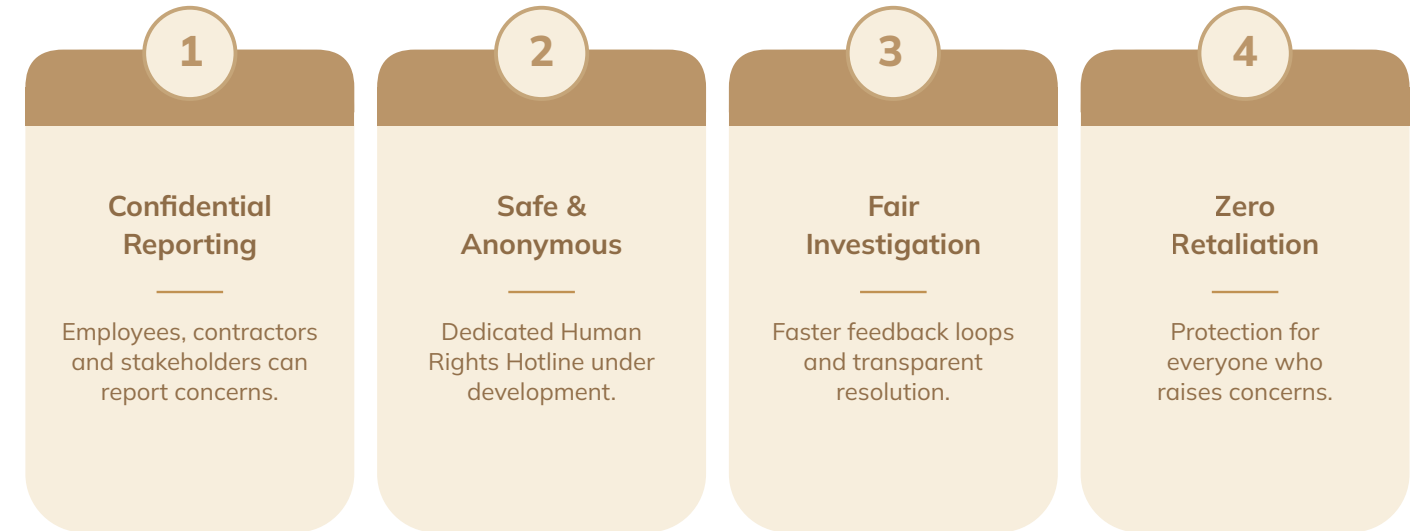 1
Confidential
Reporting
Employees, contractors
and stakeholders can
report concerns.
2
Safe &
Anonymous
Dedicated Human
Rights Hotline under
development.
3
Fair
Investigation
Faster feedback loops
and transparent
resolution.
4
Zero
Retaliation
Protection for
everyone who
raises concerns.